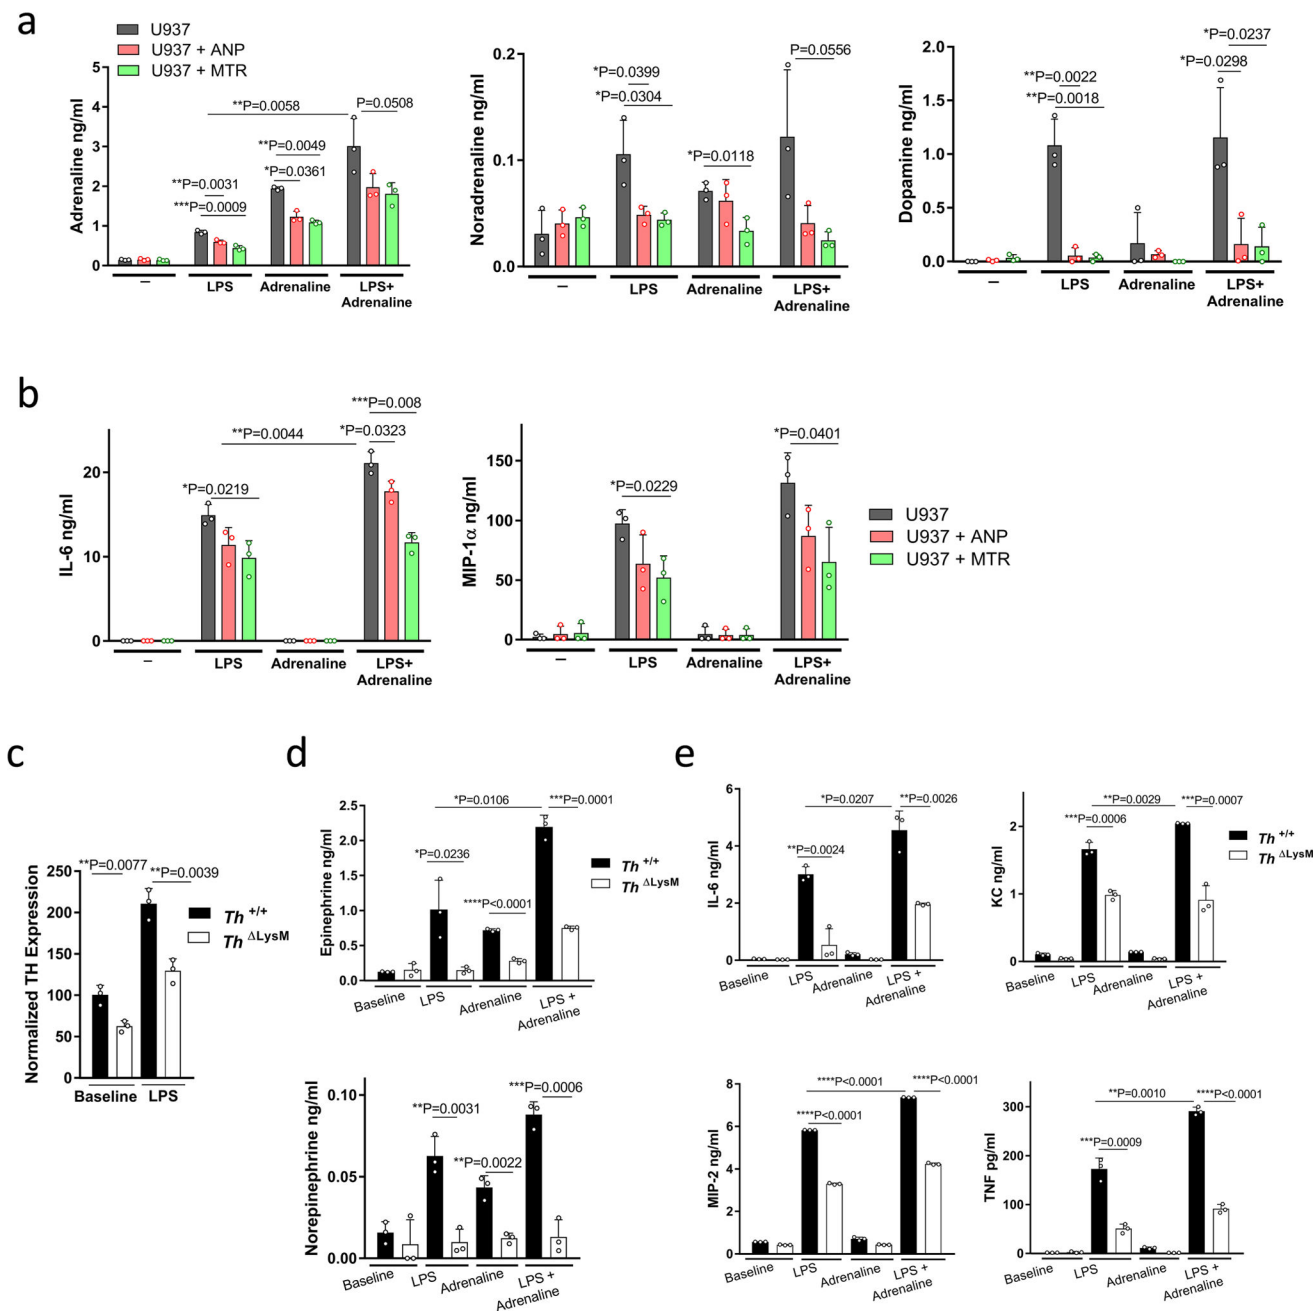 a
U937
U937 + ANP
U937 + MTR
Adrenaline ng/ml
5
4
3
2
1
0
**P=0.0058
P=0.0508
**P=0.0049
*P=0.0361
**P=0.0031
***P=0.0009
–
LPS
Adrenaline
LPS+
Adrenaline
Noradrenaline ng/ml
0.2
0.1
0.0
*P=0.0399
*P=0.0304
*P=0.0118
P=0.0556
–
LPS
Adrenaline
LPS+
Adrenaline
Dopamine ng/ml
2.0
1.5
1.0
0.5
0.0
**P=0.0022
**P=0.0018
*P=0.0237
*P=0.0298
–
LPS
Adrenaline
LPS+
Adrenaline
b
IL-6 ng/ml
20
10
0
*P=0.0219
**P=0.0044
***P=0.008
*P=0.0323
–
LPS
Adrenaline
LPS+
Adrenaline
MIP-1α ng/ml
150
100
50
0
*P=0.0229
*P=0.0401
–
LPS
Adrenaline
LPS+
Adrenaline
U937
U937 + ANP
U937 + MTR
c
Normalized TH Expression
250
200
150
100
50
0
**P=0.0077
**P=0.0039
Baseline
LPS
Th +/+
Th ΔLysM
d
Epinephrine ng/ml
2.5
2.0
1.5
1.0
0.5
0.0
*P=0.0106
***P=0.0001
*P=0.0236
****P<0.0001
Baseline
LPS
Adrenaline
LPS +
Adrenaline
Th +/+
Th ΔLysM
Norepinephrine ng/ml
0.10
0.05
0.00
**P=0.0031
**P=0.0022
***P=0.0006
Baseline
LPS
Adrenaline
LPS +
Adrenaline
e
IL-6 ng/ml
6
4
2
0
*P=0.0207
**P=0.0026
**P=0.0024
Baseline
LPS
Adrenaline
LPS +
Adrenaline
KC ng/ml
2
1
0
**P=0.0029
***P=0.0006
***P=0.0007
Baseline
LPS
Adrenaline
LPS +
Adrenaline
Th +/+
Th ΔLysM
MIP-2 ng/ml
8
6
4
2
0
****P<0.0001
****P<0.0001
****P<0.0001
Baseline
LPS
Adrenaline
LPS +
Adrenaline
TNF pg/ml
300
200
100
0
**P=0.0010
****P<0.0001
***P=0.0009
Baseline
LPS
Adrenaline
LPS +
Adrenaline